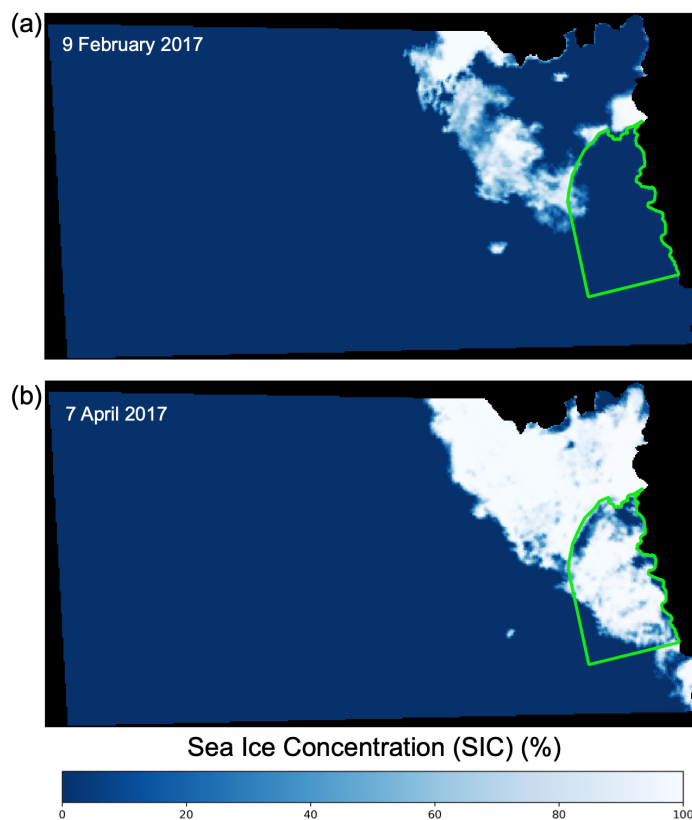 (a)
9 February 2017
(b)
7 April 2017
Sea Ice Concentration (SIC) (%)
0 20 40 60 80 100